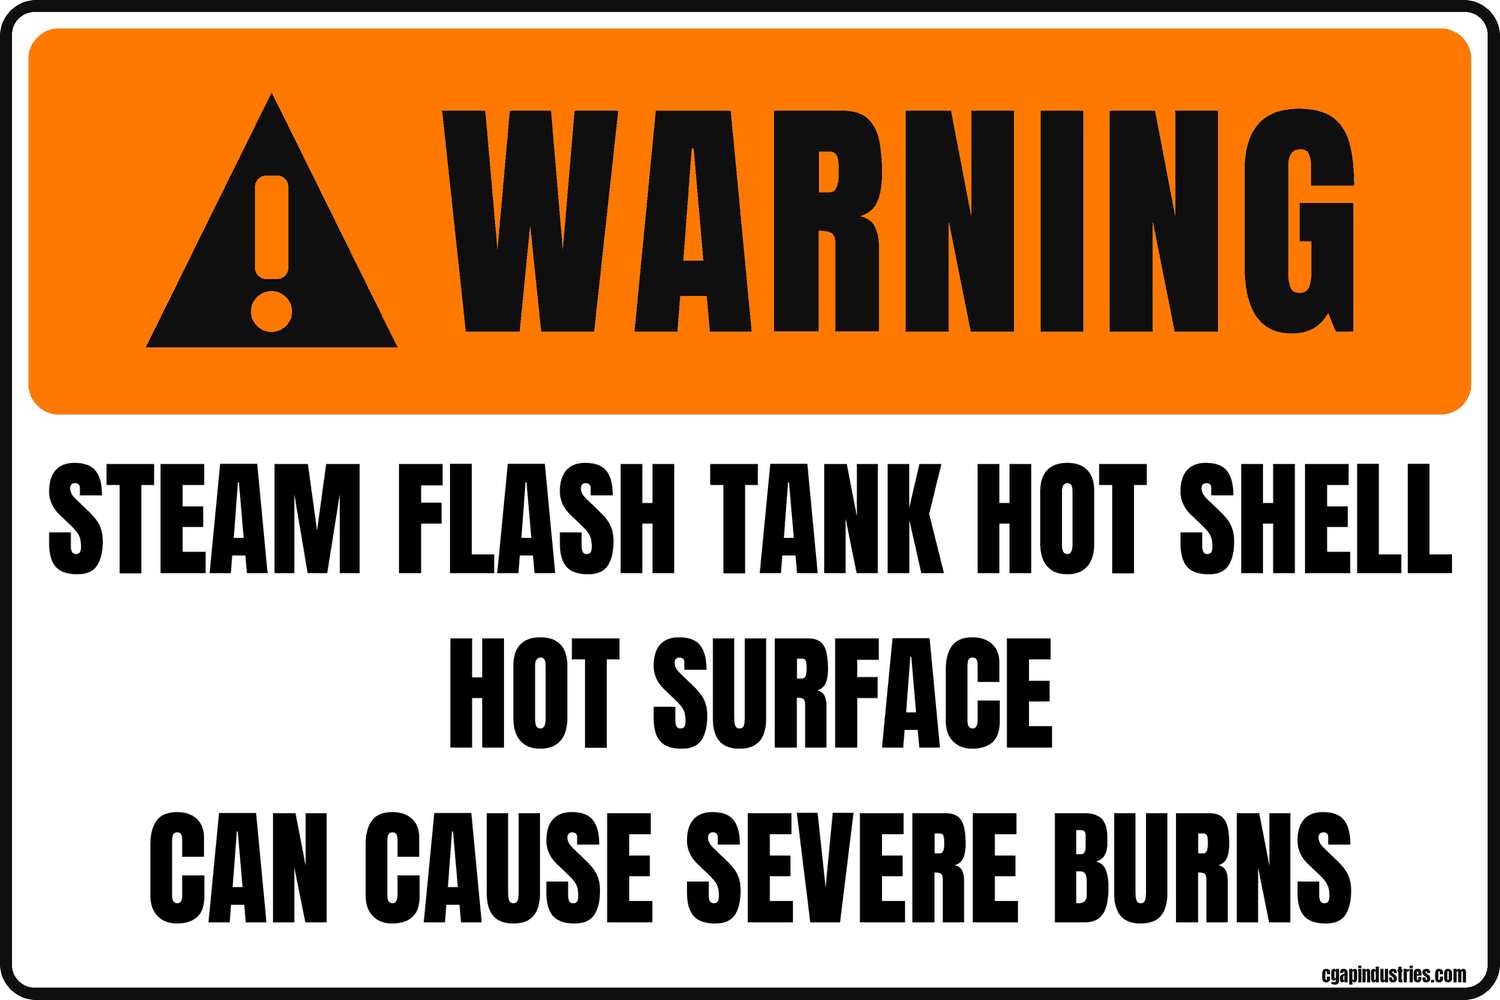 WARNING
STEAM FLASH TANK HOT SHELL
HOT SURFACE
CAN CAUSE SEVERE BURNS
cgapindustries.com